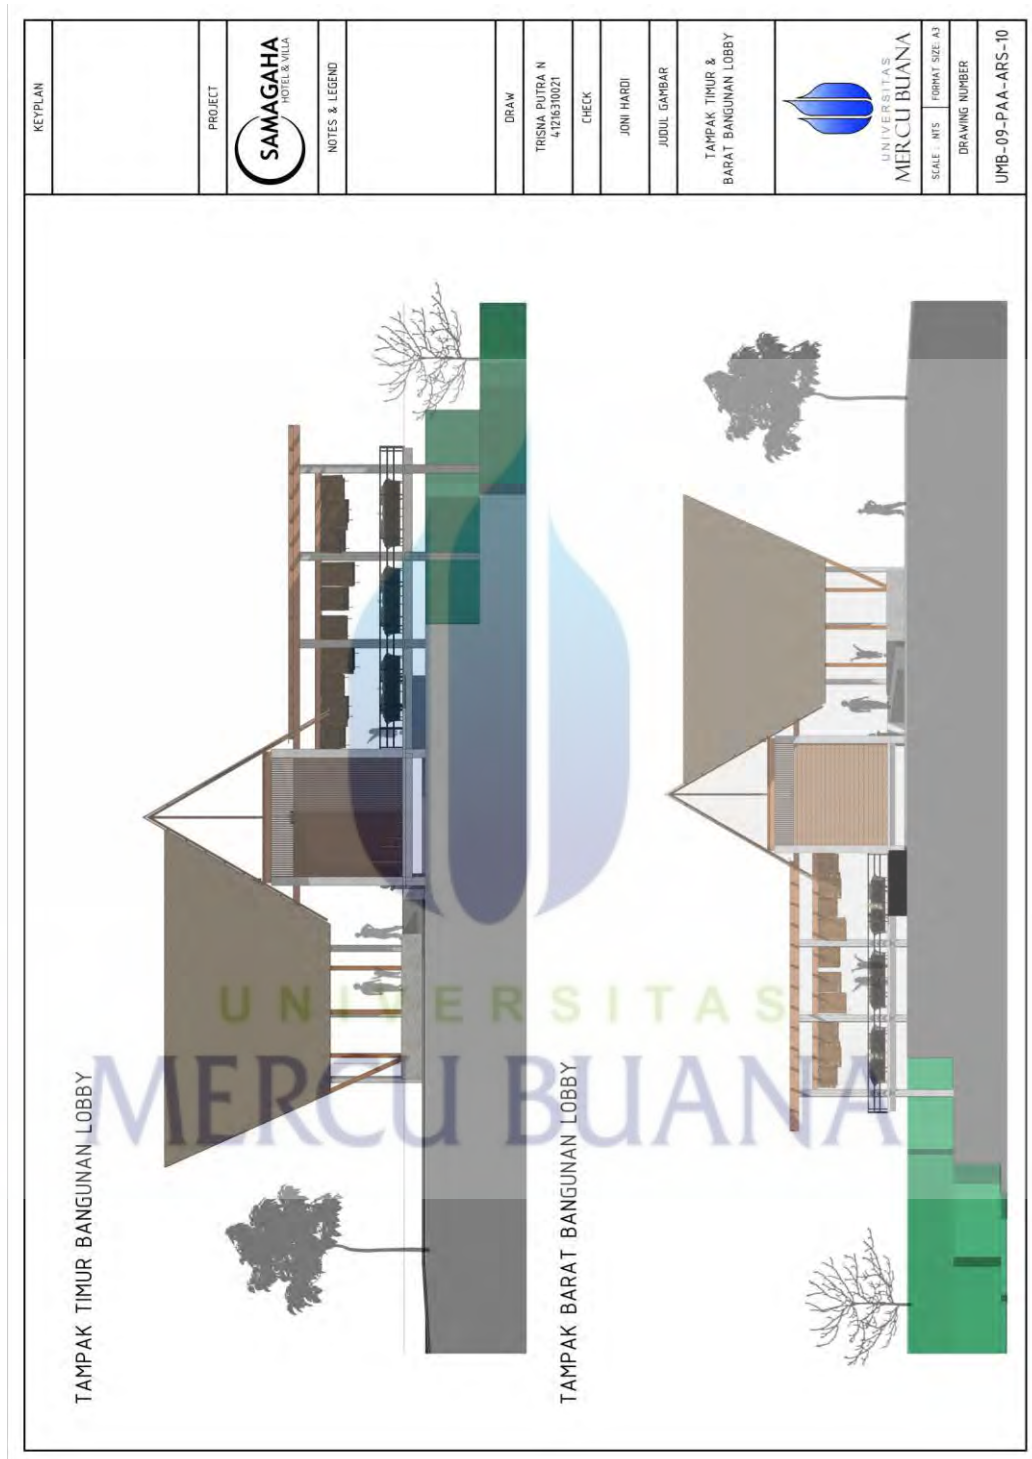 KEYPLAN
PROJECT
SAMAGAHA
HOTEL & VILLA
NOTES & LEGEND
DRAW
TRISNA PUTRA N
41216310021
CHECK
JONI HARDI
JUDUL GAMBAR
TAMPAK TIMUR &
BARAT BANGUNAN LOBBY
UNIVERSITAS
MERCU BUANA
SCALE : NTS
FORMAT SIZE: A3
DRAWING NUMBER
UMB-09-PAA-ARS-10
TAMPAK TIMUR BANGUNAN LOBBY
TAMPAK BARAT BANGUNAN LOBBY
UNIVERSITAS
MERCU BUANA